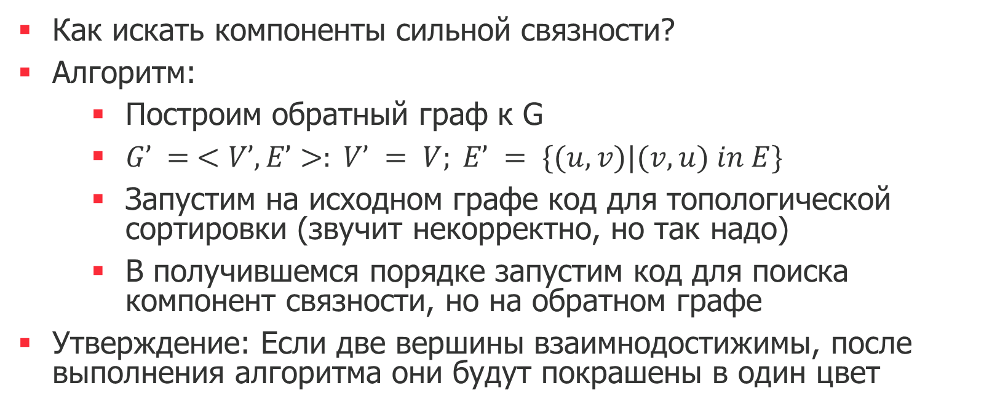 ▪ Как искать компоненты сильной связности?
▪ Алгоритм:
▪ Построим обратный граф к G
▪ G’ = < V’, E’ >: V’ = V; E’ = {(u, v)|(v, u) in E}
▪ Запустим на исходном графе код для топологической
сортировки (звучит некорректно, но так надо)
▪ В получившемся порядке запустим код для поиска
компонент связности, но на обратном графе
▪ Утверждение: Если две вершины взаимнодостижимы, после
выполнения алгоритма они будут покрашены в один цвет